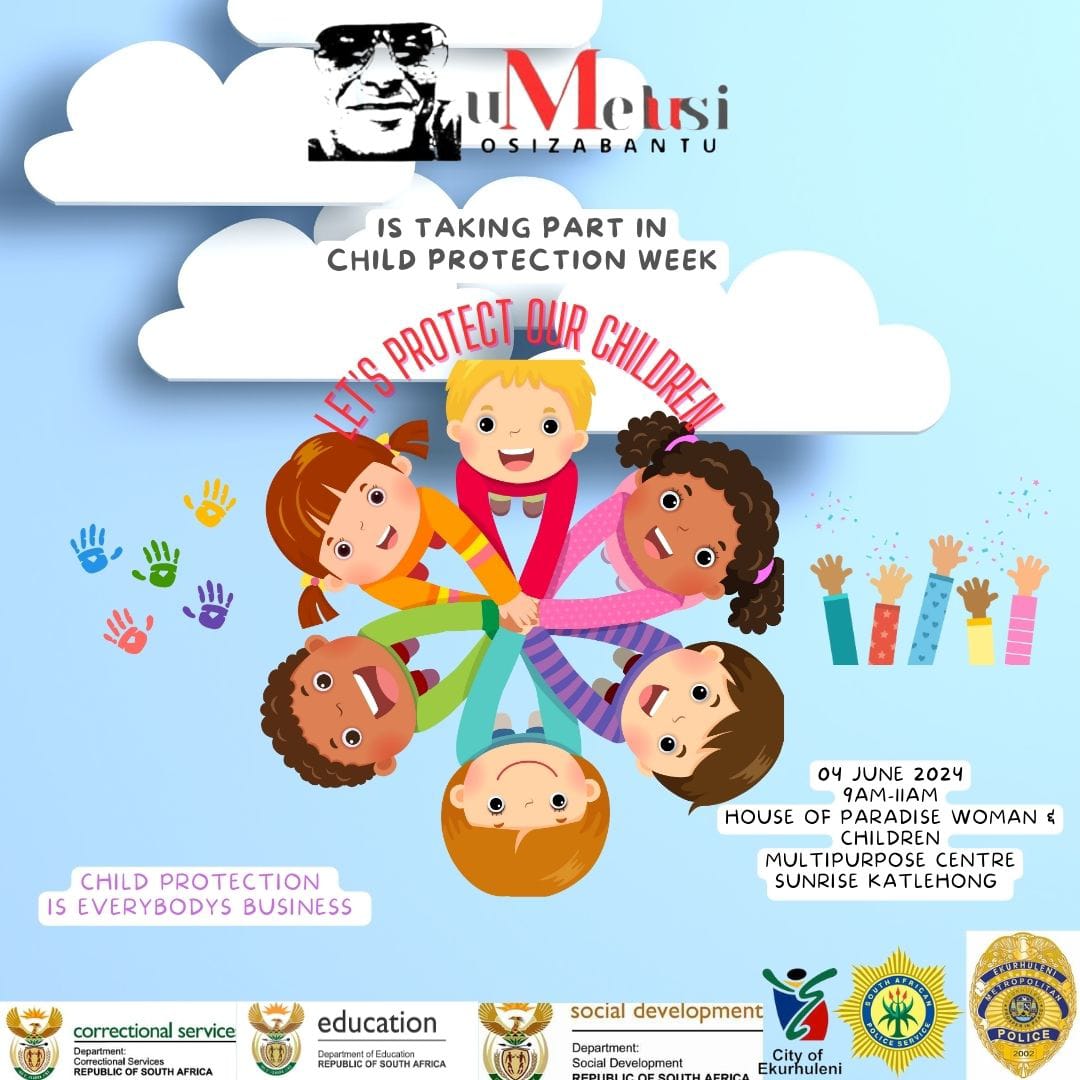 uMelusi
OSIZABANTU
IS TAKING PART IN
CHILD PROTECTION WEEK
LET'S PROTECT OUR CHILDREN.
04 JUNE 2024
9AM-11AM
HOUSE OF PARADISE WOMAN &
CHILDREN
MULTIPURPOSE CENTRE
SUNRISE KATLEHONG
CHILD PROTECTION
IS EVERYBODYS BUSINESS
correctional service
Department:
Correctional Services
REPUBLIC OF SOUTH AFRICA
education
Department of Education
REPUBLIC OF SOUTH AFRICA
social development
Department:
Social Development
REPUBLIC OF SOUTH AFRICA
City of
Ekurhuleni
SOUTH AFRICAN
POLICE SERVICE
EKURHULENI
METROPOLITAN
POLICE
2002